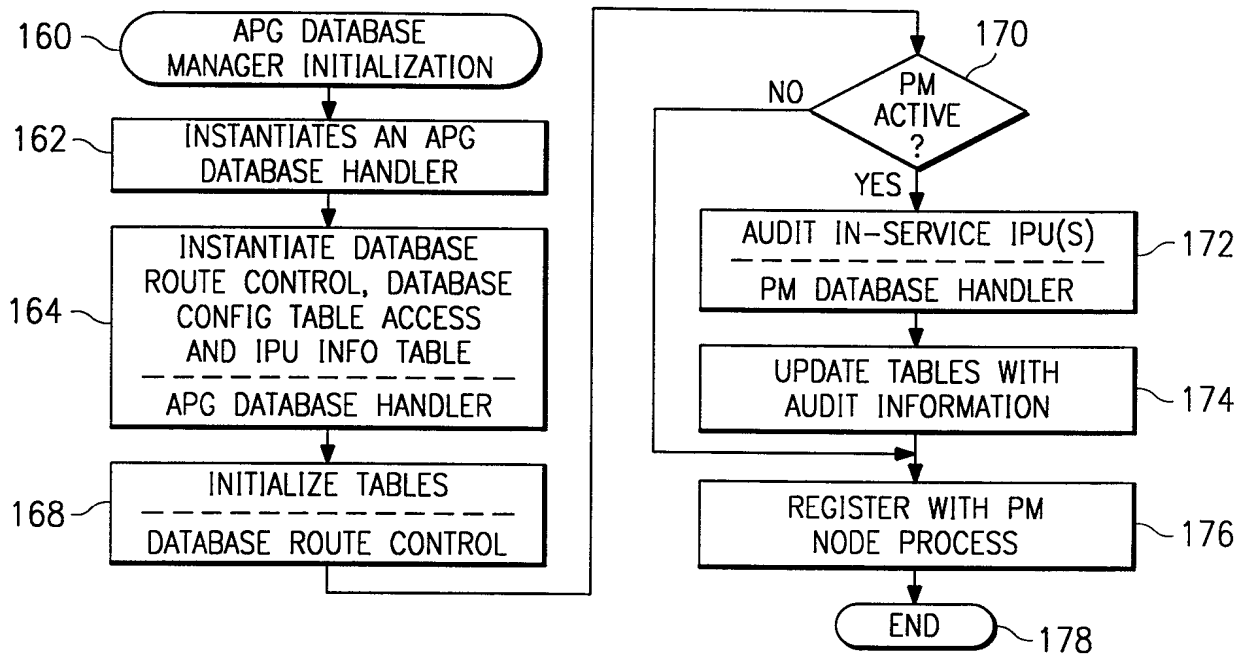 160
APG DATABASE
MANAGER INITIALIZATION
162
INSTANTIATES AN APG
DATABASE HANDLER
164
INSTANTIATE DATABASE
ROUTE CONTROL, DATABASE
CONFIG TABLE ACCESS
AND IPU INFO TABLE
APG DATABASE HANDLER
168
INITIALIZE TABLES
DATABASE ROUTE CONTROL
170
PM
ACTIVE
?
NO
YES
AUDIT IN-SERVICE IPU(S)
PM DATABASE HANDLER
172
UPDATE TABLES WITH
AUDIT INFORMATION
174
REGISTER WITH PM
NODE PROCESS
176
END
178